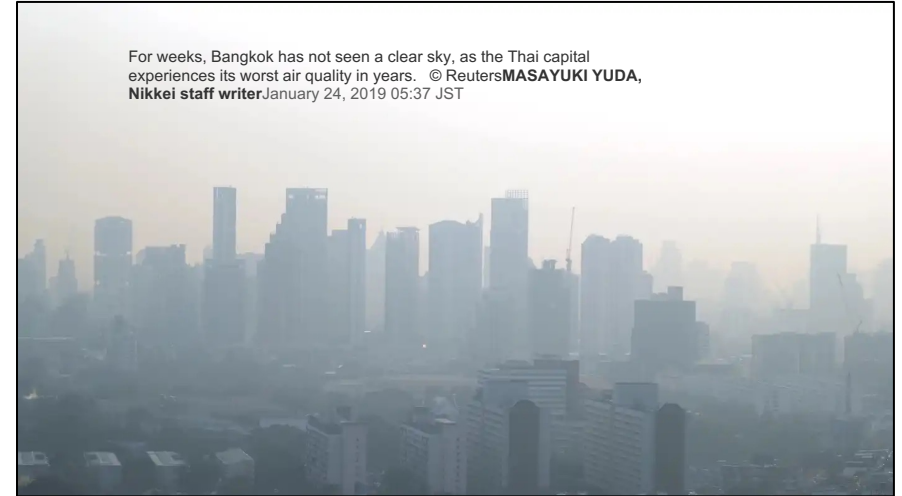 For weeks, Bangkok has not seen a clear sky, as the Thai capital
experiences its worst air quality in years. © ReutersMASAYUKI YUDA,
Nikkei staff writerJanuary 24, 2019 05:37 JST